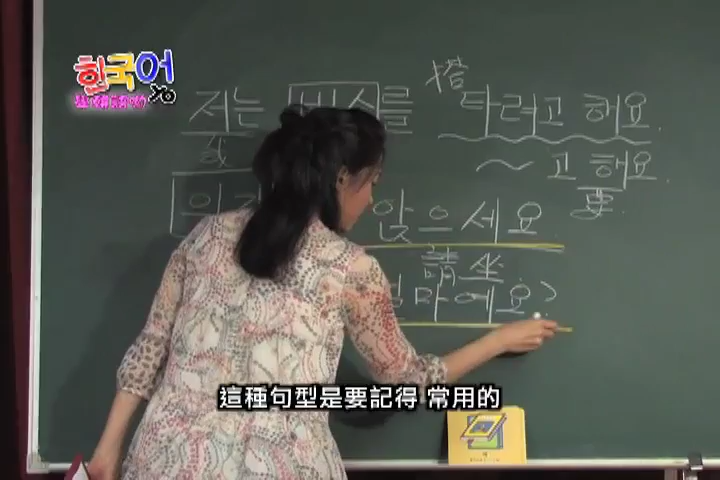 한국어
搭
저는 버스를 타려고 해요.
我
~고 해요.
要
앉으세요
請坐
얼마예요?
這種句型是要記得 常用的